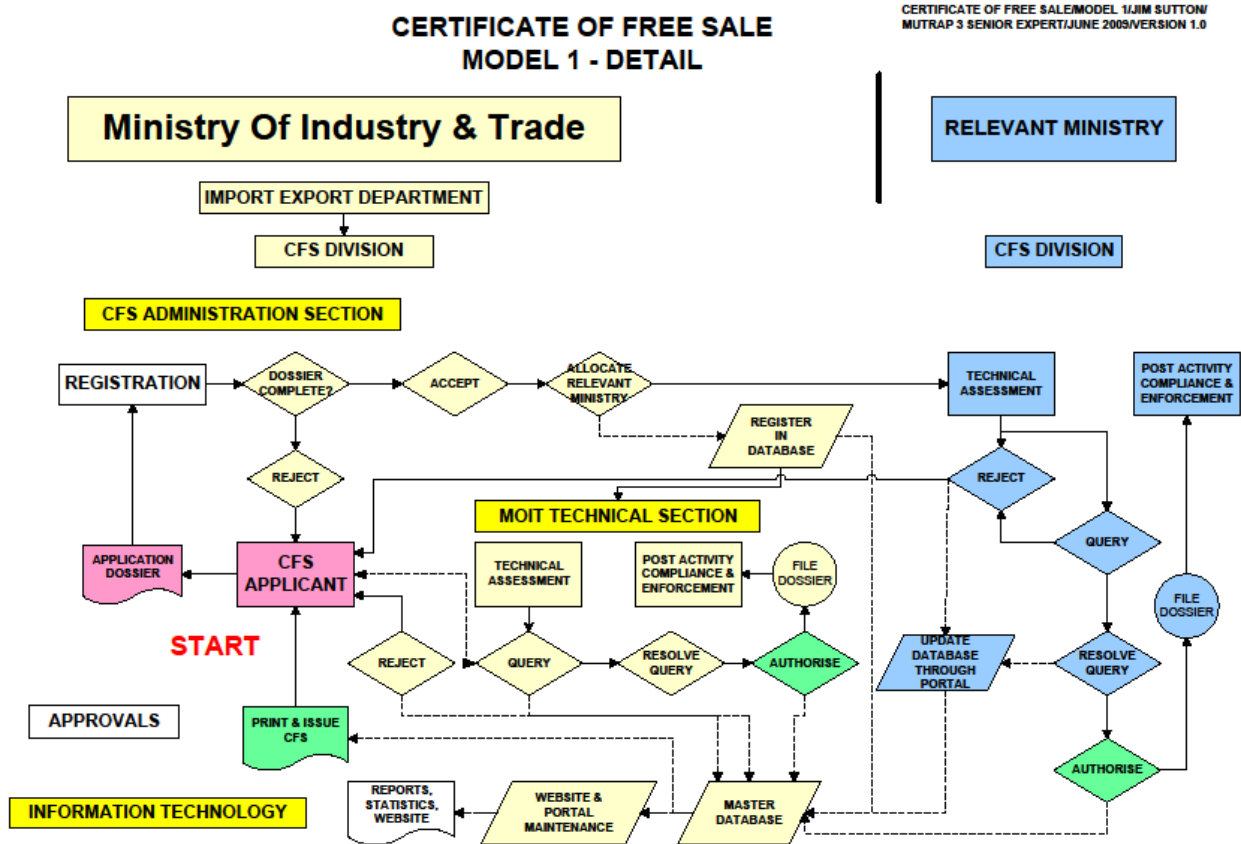 CERTIFICATE OF FREE SALE
MODEL 1 - DETAIL
CERTIFICATE OF FREE SALE/MODEL 1/JIM SUTTON/
MUTRAP 3 SENIOR EXPERT/JUNE 2009/VERSION 1.0
Ministry Of Industry & Trade
RELEVANT MINISTRY
IMPORT EXPORT DEPARTMENT
CFS DIVISION
CFS DIVISION
CFS ADMINISTRATION SECTION
REGISTRATION
DOSSIER
COMPLETE?
ACCEPT
ALLOCATE
RELEVANT
MINISTRY
TECHNICAL
ASSESSMENT
POST ACTIVITY
COMPLIANCE &
ENFORCEMENT
REGISTER
IN
DATABASE
REJECT
REJECT
MOIT TECHNICAL SECTION
QUERY
APPLICATION
DOSSIER
CFS
APPLICANT
TECHNICAL
ASSESSMENT
POST ACTIVITY
COMPLIANCE &
ENFORCEMENT
FILE
DOSSIER
FILE
DOSSIER
START
REJECT
QUERY
RESOLVE
QUERY
AUTHORISE
UPDATE
DATABASE
THROUGH
PORTAL
RESOLVE
QUERY
APPROVALS
PRINT & ISSUE
CFS
AUTHORISE
INFORMATION TECHNOLOGY
REPORTS,
STATISTICS,
WEBSITE
WEBSITE &
PORTAL
MAINTENANCE
MASTER
DATABASE